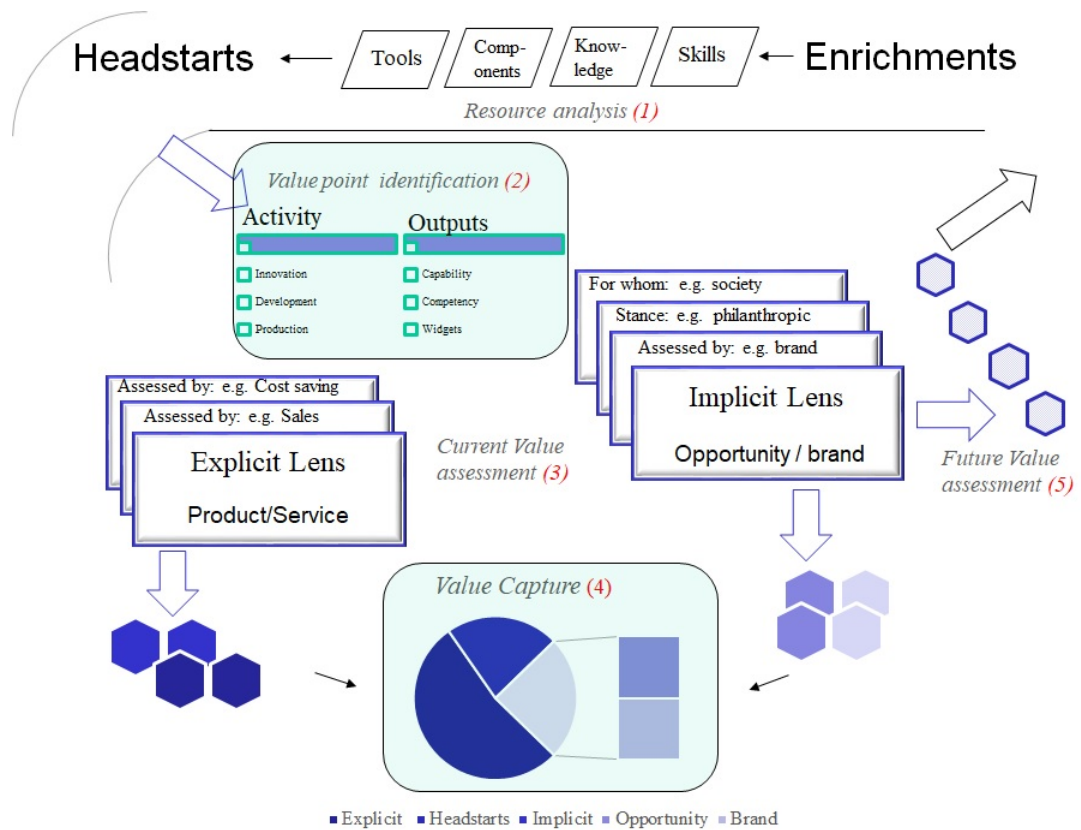 Headstarts
Tools
Comp-
onents
Know-
ledge
Skills
Enrichments
Resource analysis (1)
Value point identification (2)
Activity
Outputs
Innovation
Capability
Development
Competency
Production
Widgets
For whom: e.g. society
Stance: e.g. philanthropic
Assessed by: e.g. brand
Implicit Lens
Opportunity / brand
Assessed by: e.g. Cost saving
Assessed by: e.g. Sales
Explicit Lens
Product/Service
Current Value
assessment (3)
Future Value
assessment (5)
Value Capture (4)
Explicit Headstarts Implicit Opportunity Brand